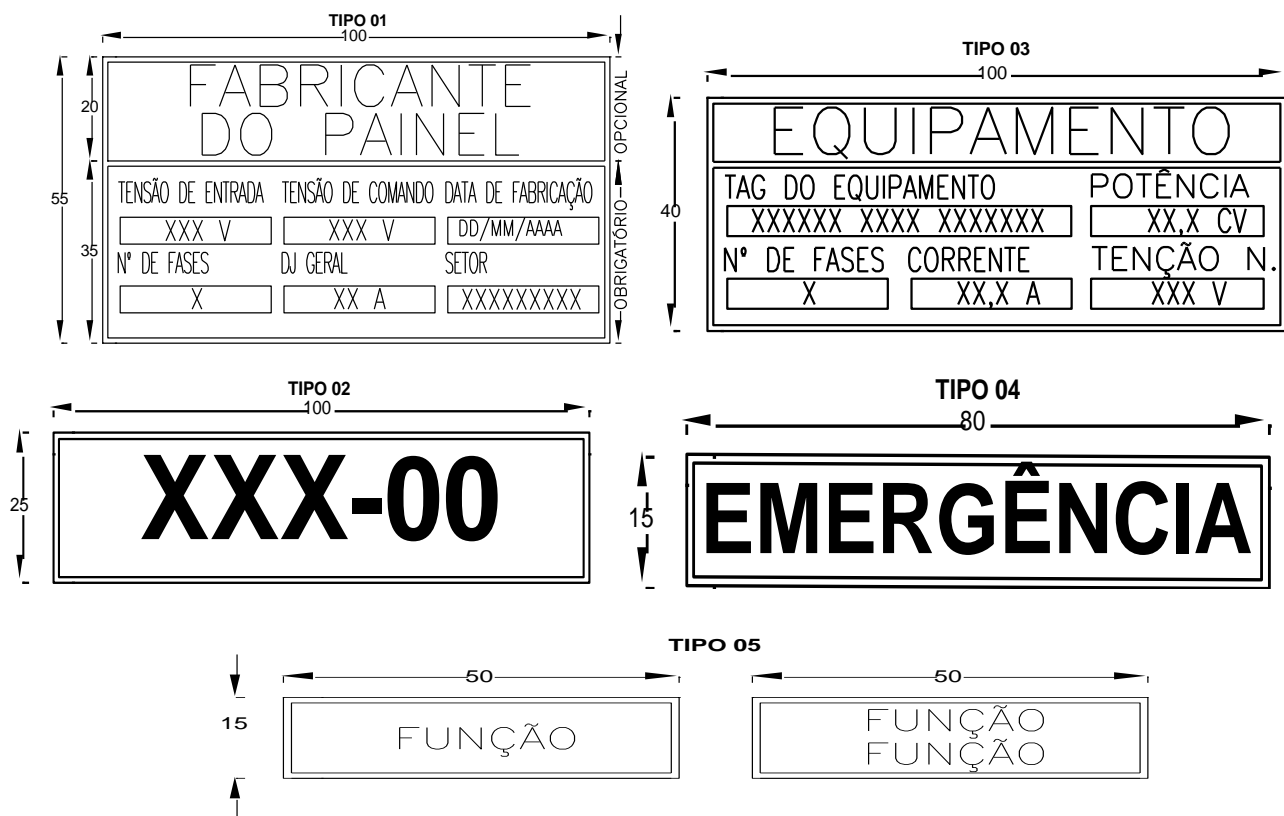 TIPO 01
100
FABRICANTE
DO PAINEL
20
OPCIONAL
55
35
OBRIGATÓRIO
TENSÃO DE ENTRADA TENSÃO DE COMANDO DATA DE FABRICAÇÃO
XXX V XXX V DD/MM/AAAA
Nº DE FASES DJ GERAL SETOR
X XX A XXXXXXXXX
TIPO 03
100
EQUIPAMENTO
40
TAG DO EQUIPAMENTO POTÊNCIA
XXXXXX XXXX XXXXXXX XX,X CV
Nº DE FASES CORRENTE TENÇÃO N.
X XX,X A XXX V
TIPO 02
100
25
XXX-00
TIPO 04
80
15
EMERGÊNCIA
TIPO 05
50 50
15
FUNÇÃO
FUNÇÃO
FUNÇÃO